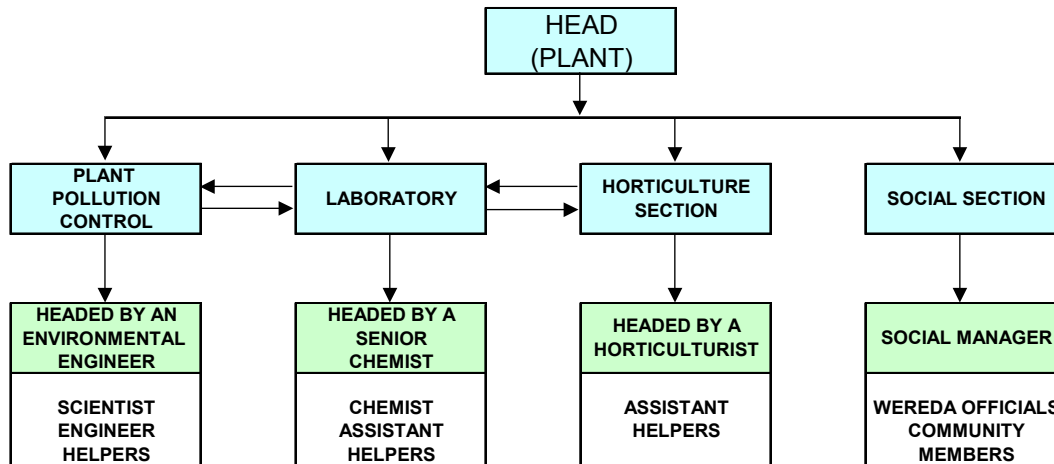 HEAD
(PLANT)
PLANT
POLLUTION
CONTROL
LABORATORY
HORTICULTURE
SECTION
SOCIAL SECTION
HEADED BY AN
ENVIRONMENTAL
ENGINEER
SCIENTIST
ENGINEER
HELPERS
HEADED BY A
SENIOR
CHEMIST
CHEMIST
ASSISTANT
HELPERS
HEADED BY A
HORTICULTURIST
ASSISTANT
HELPERS
SOCIAL MANAGER
WEREDA OFFICIALS
COMMUNITY
MEMBERS